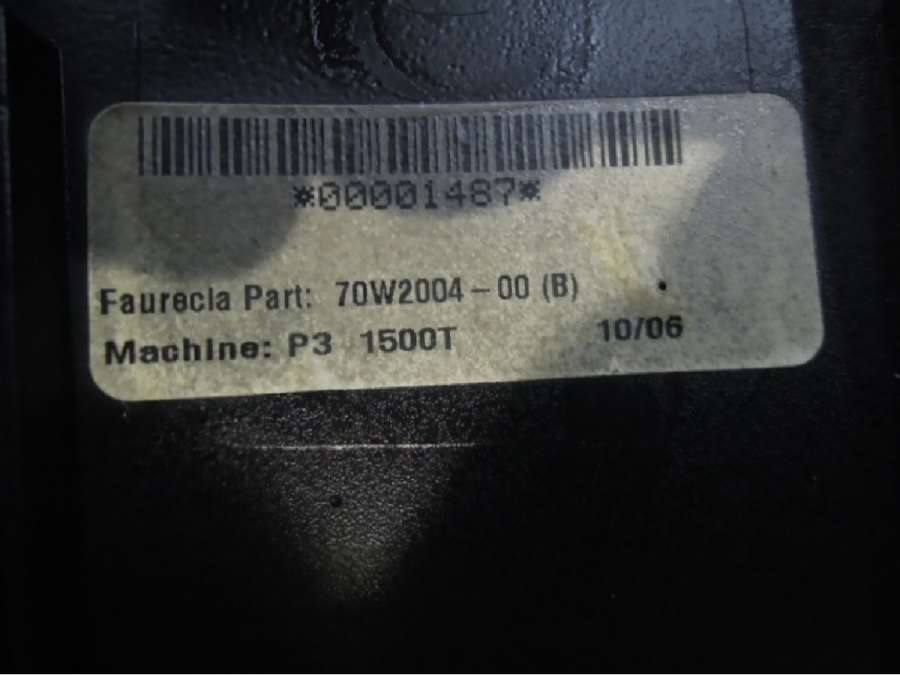 *00001487*
Faurecia Part: 70W2004-00 (B)
Machine: P3 1500T 10/06